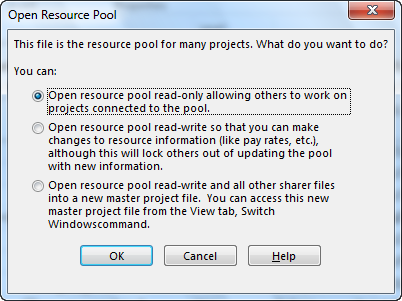 Open Resource Pool
This file is the resource pool for many projects. What do you want to do?
You can:
Open resource pool read-only allowing others to work on
projects connected to the pool.
Open resource pool read-write so that you can make
changes to resource information (like pay rates, etc.),
although this will lock others out of updating the pool
with new information.
Open resource pool read-write and all other sharer files
into a new master project file.  You can access this new
master project file from the View tab, Switch
Windowscommand.
OK
Cancel
Help